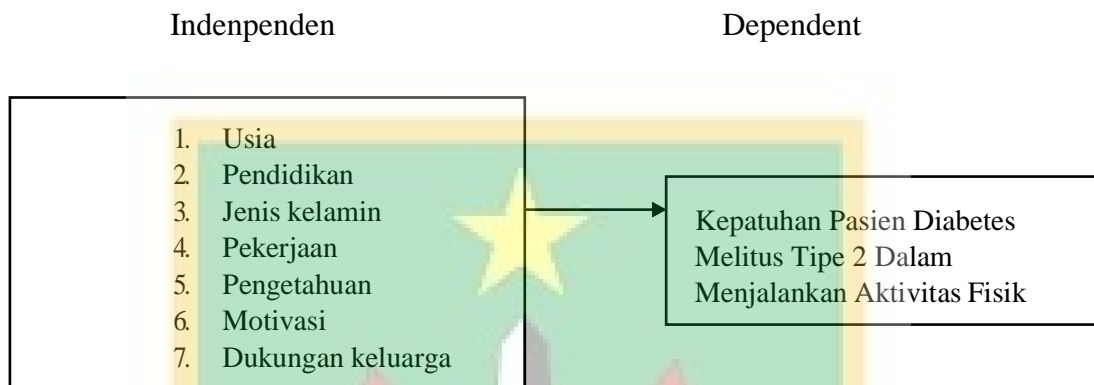 Indenpenden
Dependent
1. Usia
2. Pendidikan
3. Jenis kelamin
4. Pekerjaan
5. Pengetahuan
6. Motivasi
7. Dukungan keluarga
Kepatuhan Pasien Diabetes
Melitus Tipe 2 Dalam
Menjalankan Aktivitas Fisik